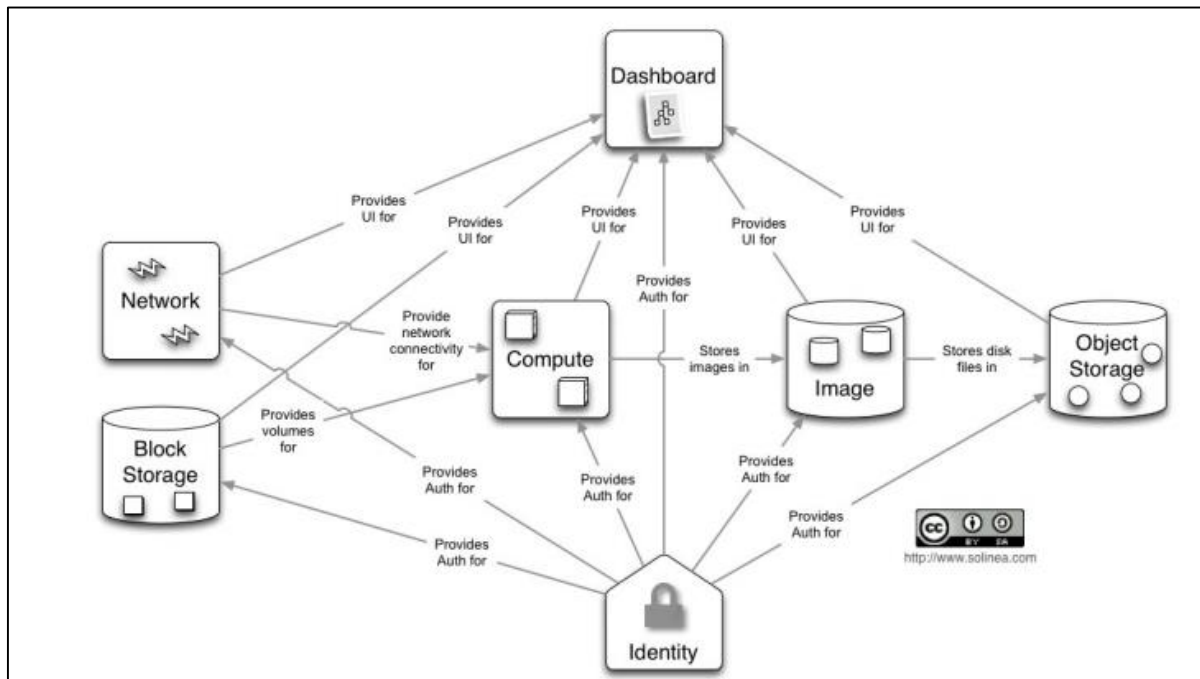 Dashboard
Provides
UI for
Provides
UI for
Provides
UI for
Provides
UI for
Provides
UI for
Provides
Auth for
Network
Provide
network
connectivity
for
Compute
Stores
images in
Image
Stores disk
files in
Object
Storage
Block
Storage
Provides
volumes
for
Provides
Auth for
Provides
Auth for
Provides
Auth for
Provides
Auth for
Provides
Auth for
Identity
cc
BY SA
http://www.solinea.com